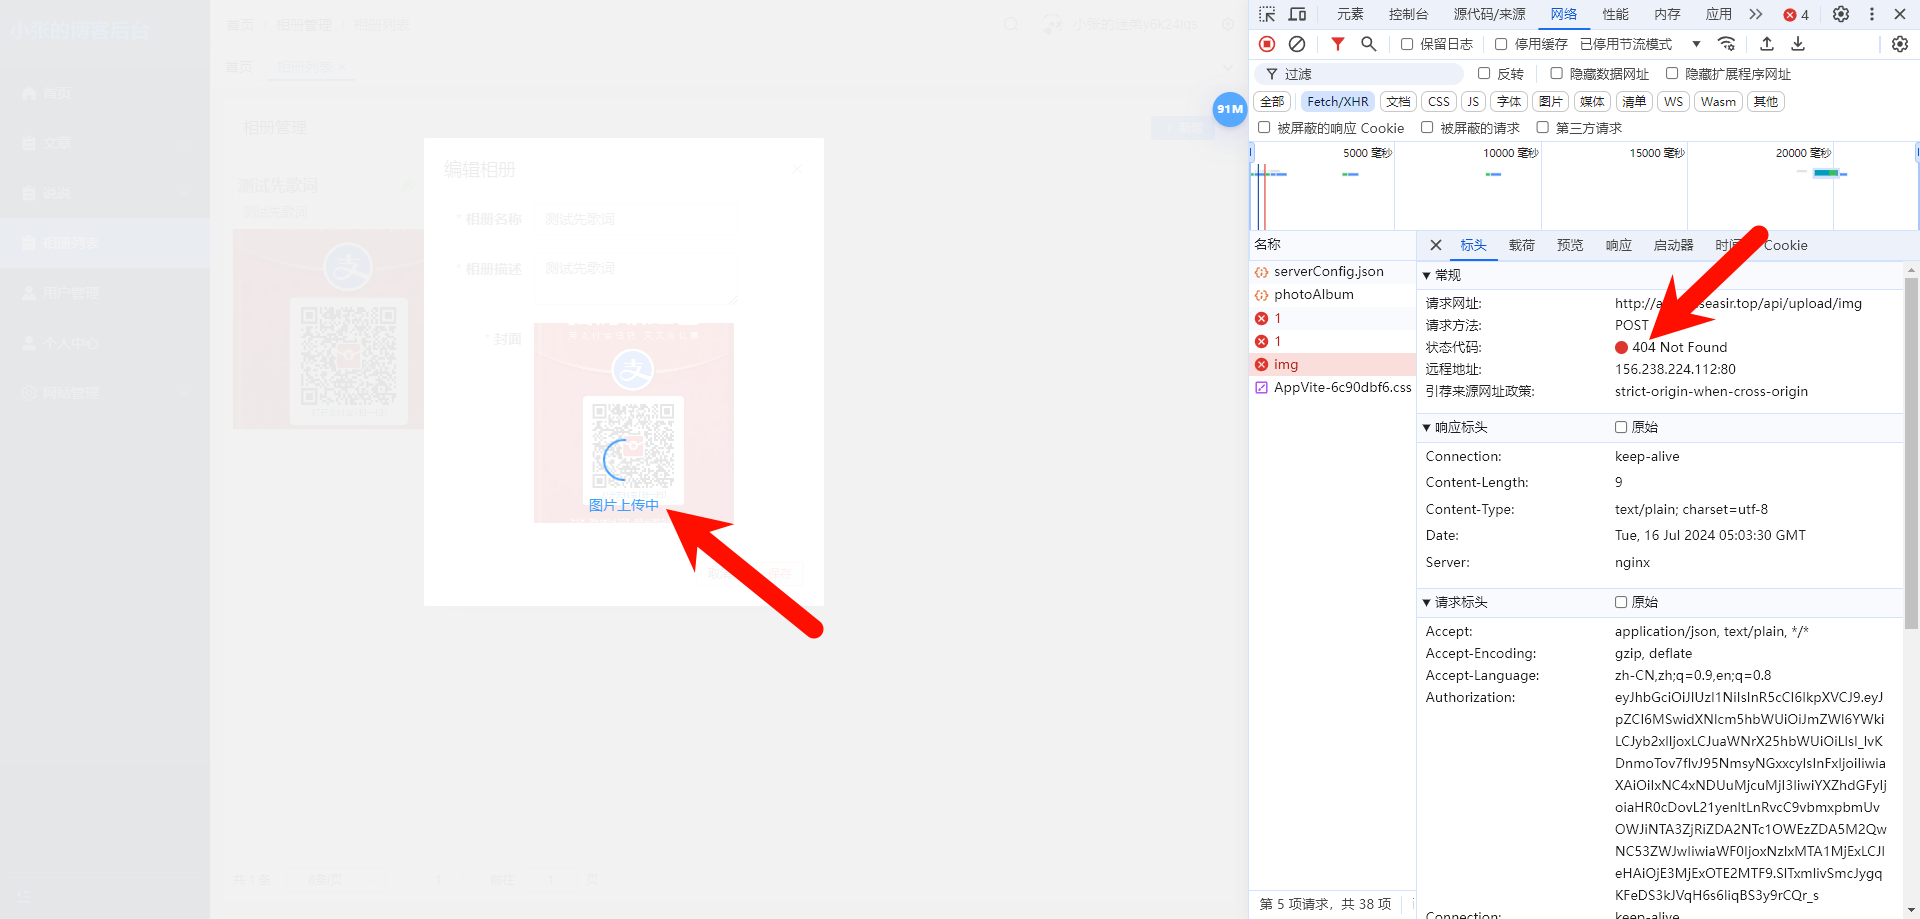 小张的博客后台
首页 / 相册管理 / 相册列表
首页
相册列表 ×
首页
文章
说说
相册列表
用户管理
个人中心
网站管理
相册管理
测试先歌词
测试先歌词
编辑相册
* 相册名称
测试先歌词
* 相册描述
测试先歌词
* 封面
图片上传中
91M
元素
控制台
源代码/来源
网络
性能
内存
应用
4
保留日志
停用缓存
已停用节流模式
过滤
反转
隐藏数据网址
隐藏扩展程序网址
全部
Fetch/XHR
文档
CSS
JS
字体
图片
媒体
清单
WS
Wasm
其他
被屏蔽的响应 Cookie
被屏蔽的请求
第三方请求
5000 毫秒
10000 毫秒
15000 毫秒
20000 毫秒
名称
serverConfig.json
photoAlbum
1
1
img
AppVite-6c90dbf6.css
第 5 项请求，共 38 项
标头
载荷
预览
响应
启动器
Cookie
常规
请求网址:
seasir.top/api/upload/img
请求方法:
POST
状态代码:
404 Not Found
远程地址:
156.238.224.112:80
引荐来源网址政策:
strict-origin-when-cross-origin
响应标头
原始
Connection:
keep-alive
Content-Length:
9
Content-Type:
text/plain; charset=utf-8
Date:
Tue, 16 Jul 2024 05:03:30 GMT
Server:
nginx
请求标头
原始
Accept:
application/json, text/plain, */*
Accept-Encoding:
gzip, deflate
Accept-Language:
zh-CN,zh;q=0.9,en;q=0.8
Authorization:
Connection:
keep-alive